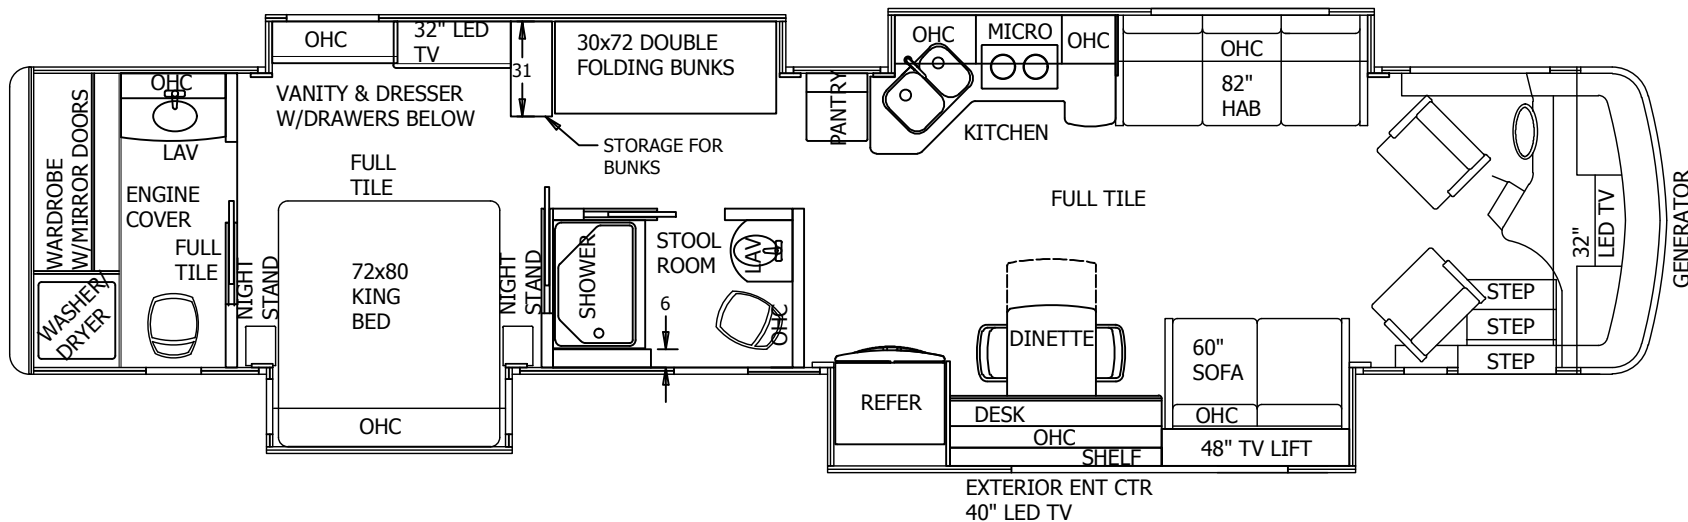 OHC
32" LED
TV
31
30x72 DOUBLE
FOLDING BUNKS
OHC
MICRO
OHC
OHC
82"
HAB
OHC
LAV
WARDROBE
W/MIRROR DOORS
VANITY & DRESSER
W/DRAWERS BELOW
STORAGE FOR
BUNKS
PANTRY
KITCHEN
FULL
TILE
ENGINE
COVER
FULL
TILE
NIGHT
STAND
72x80
KING
BED
NIGHT
STAND
SHOWER
STOOL
ROOM
LAV
OHC
6
FULL TILE
32"
LED TV
GENERATOR
WASHER/
DRYER
STEP
STEP
STEP
DINETTE
60"
SOFA
OHC
REFER
DESK
OHC
SHELF
48" TV LIFT
OHC
EXTERIOR ENT CTR
40" LED TV